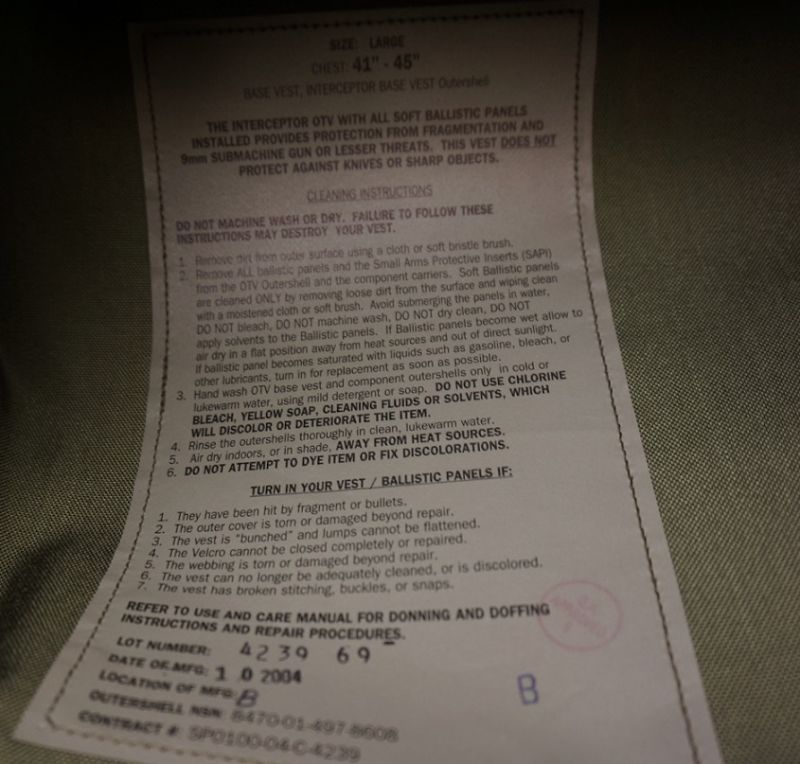 SIZE: LARGE
CHEST: 41" - 45"
BASE VEST, INTERCEPTOR BASE VEST Outershell
THE INTERCEPTOR OTV WITH ALL SOFT BALLISTIC PANELS
INSTALLED PROVIDES PROTECTION FROM FRAGMENTATION AND
9mm SUBMACHINE GUN OR LESSER THREATS. THIS VEST DOES NOT
PROTECT AGAINST KNIVES OR SHARP OBJECTS.
CLEANING INSTRUCTIONS
DO NOT MACHINE WASH OR DRY. FAILURE TO FOLLOW THESE
INSTRUCTIONS MAY DESTROY YOUR VEST.
1. Remove dirt from outer surface using a cloth or soft bristle brush.
2. Remove ALL ballistic panels and the Small Arms Protective Inserts (SAPI)
from the OTV Outershell and the component carriers. Soft Ballistic panels
are cleaned ONLY by removing loose dirt from the surface and wiping clean
with a moistened cloth or soft brush. Avoid submerging the panels in water,
DO NOT bleach, DO NOT machine wash, DO NOT dry clean, DO NOT
apply solvents to the Ballistic panels. If Ballistic panels become wet allow to
air dry in a flat position away from heat sources and out of direct sunlight.
If ballistic panel becomes saturated with liquids such as gasoline, bleach, or
other lubricants, turn in for replacement as soon as possible.
3. Hand wash OTV base vest and component outershells only in cold or
lukewarm water, using mild detergent or soap. DO NOT USE CHLORINE
BLEACH, YELLOW SOAP, CLEANING FLUIDS OR SOLVENTS, WHICH
WILL DISCOLOR OR DETERIORATE THE ITEM.
4. Rinse the outershells thoroughly in clean, lukewarm water.
5. Air dry indoors, or in shade, AWAY FROM HEAT SOURCES.
6. DO NOT ATTEMPT TO DYE ITEM OR FIX DISCOLORATIONS.
TURN IN YOUR VEST / BALLISTIC PANELS IF:
1. They have been hit by fragment or bullets.
2. The outer cover is torn or damaged beyond repair.
3. The vest is "bunched" and lumps cannot be flattened.
4. The Velcro cannot be closed completely or repaired.
5. The webbing is torn or damaged beyond repair.
6. The vest can no longer be adequately cleaned, or is discolored.
7. The vest has broken stitching, buckles, or snaps.
REFER TO USE AND CARE MANUAL FOR DONNING AND DOFFING
INSTRUCTIONS AND REPAIR PROCEDURES.
LOT NUMBER: 4239 69
DATE OF MFG: 1 0 2004
LOCATION OF MFG: B
B
OUTERSHELL NSN: 8470-01-497-8608
CONTRACT #: SP0100-04-C-4239